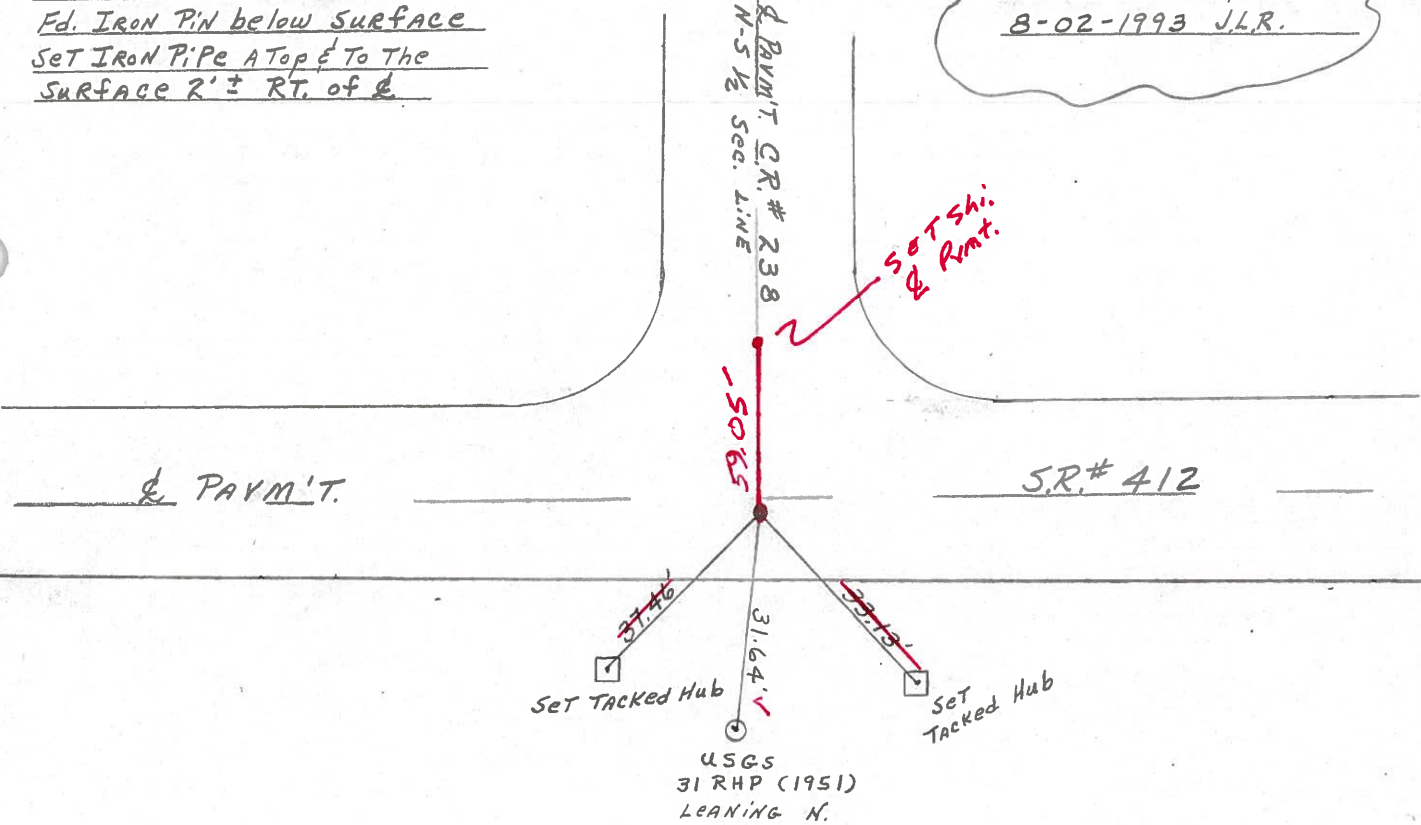 Fd. IRON PIN below SURFACE
SET IRON PIPE ATop & To The
SURFACE 2' ± RT. of ℄
8-02-1993 J.L.R.
℄ PAVM'T. C.R. # 238
N-S ½ Sec. LINE
SET Shi.
℄ Pvmt.
50.65'
℄ PAVM'T.
S.R.# 412
37.46'
31.64' ✓
33.13'
SET TACKed Hub
SET
TACKed Hub
USGS
31 RHP (1951)
LEANING N.